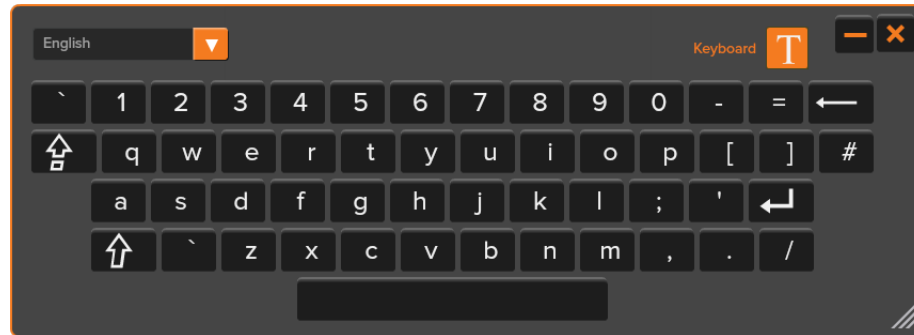 English
Keyboard T
` 1 2 3 4 5 6 7 8 9 0 - =
q w e r t y u i o p [ ] #
a s d f g h j k l ; '
` z x c v b n m , . /